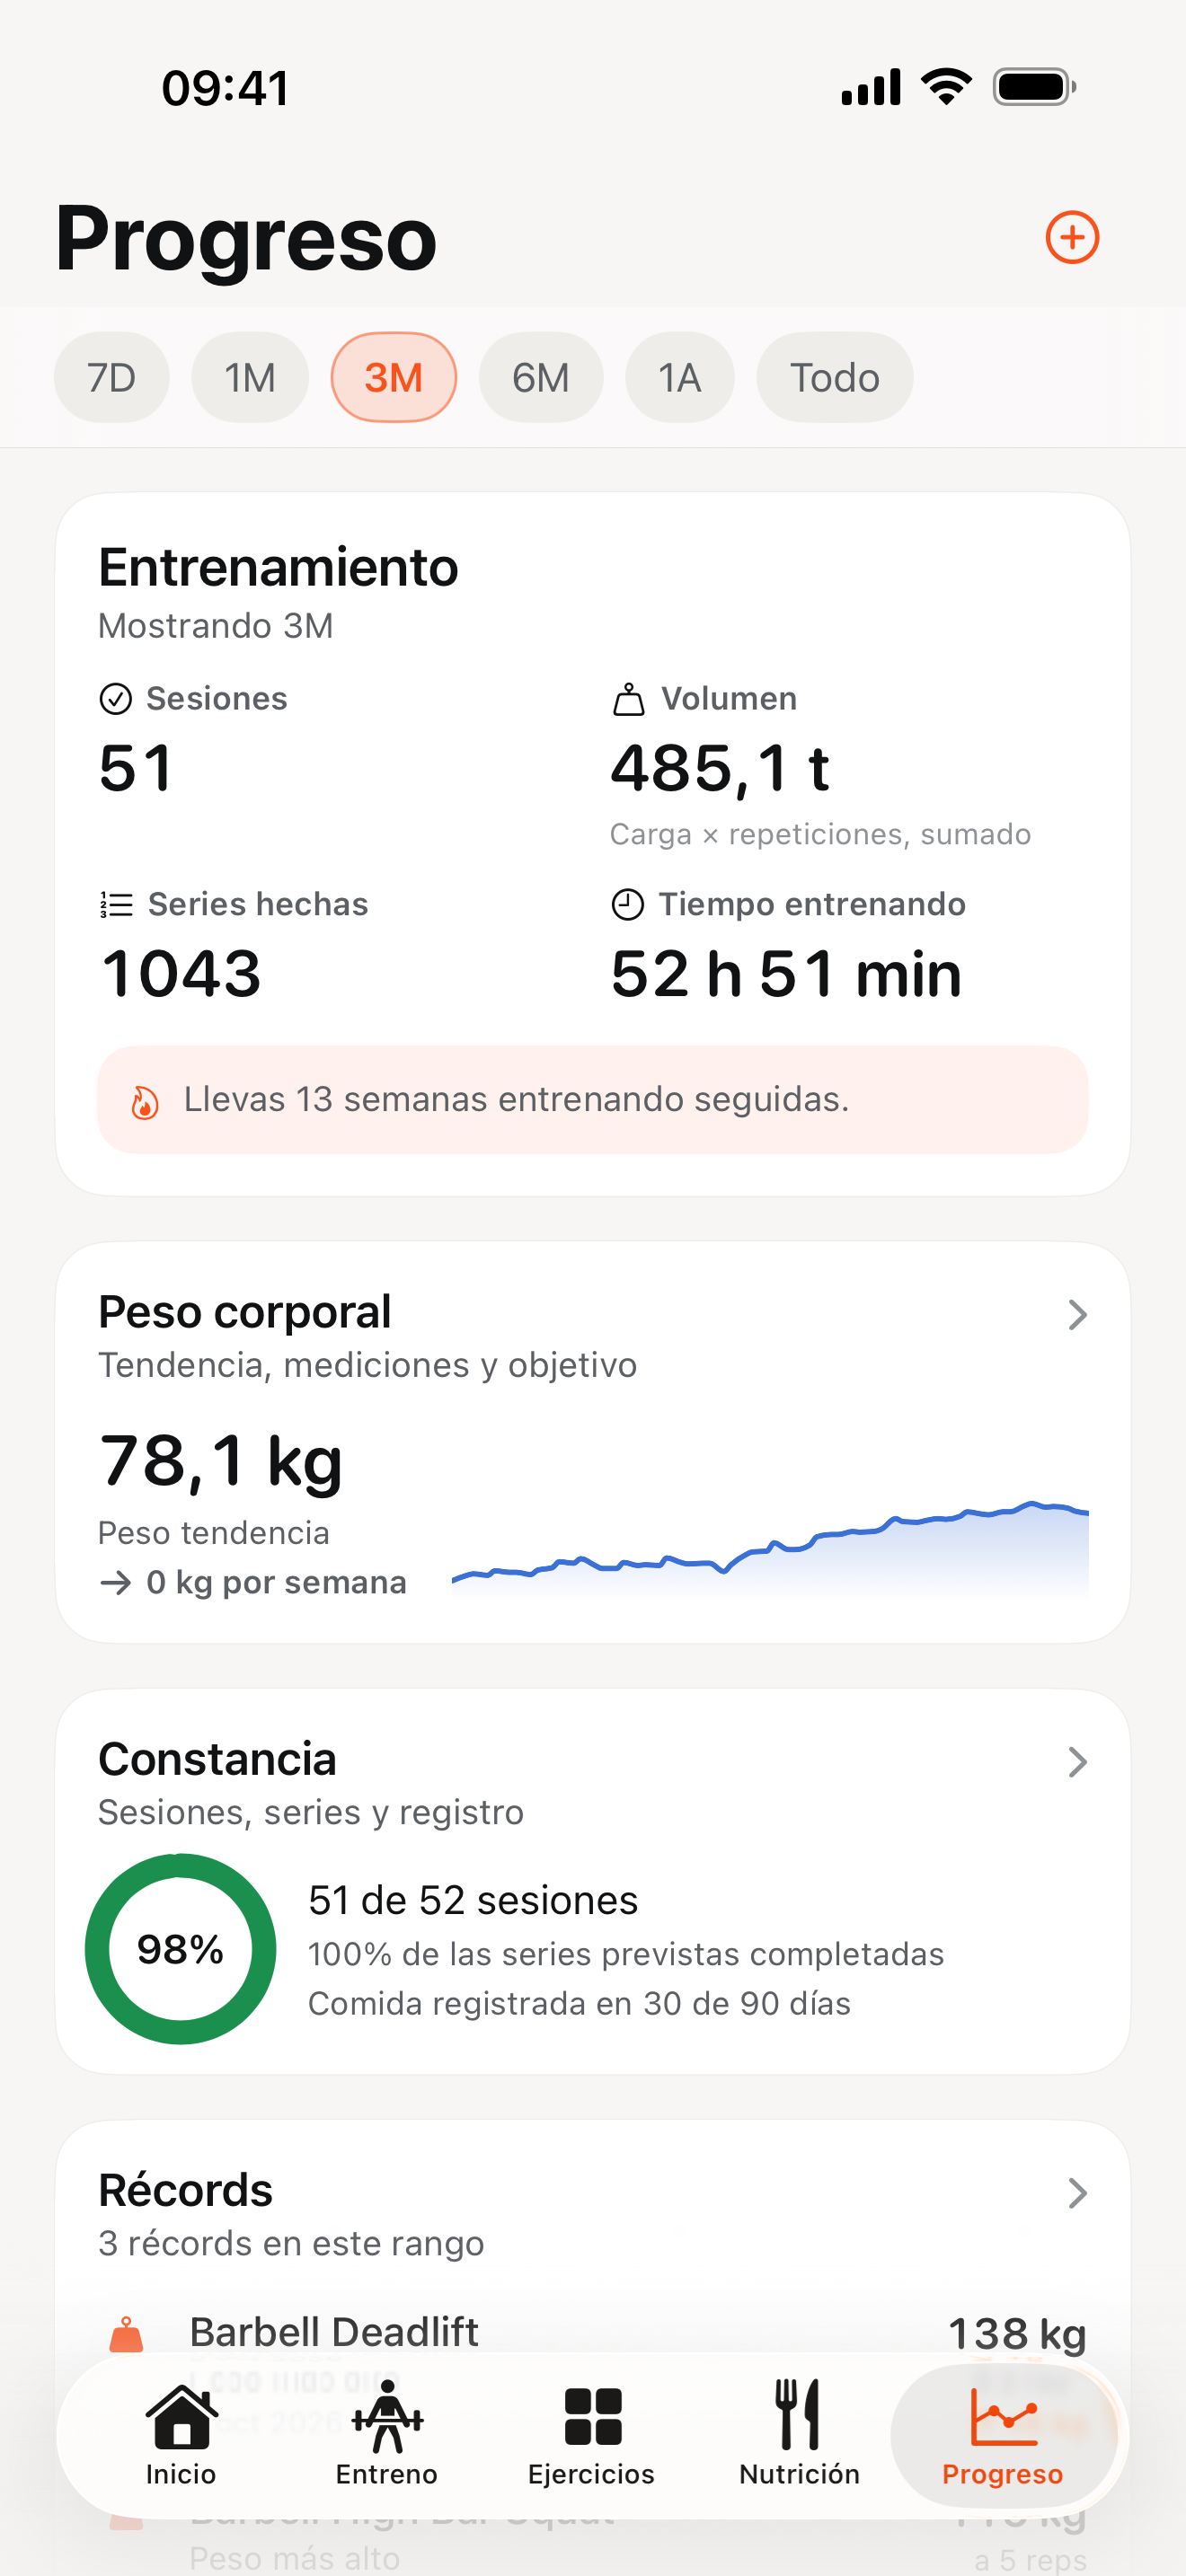 09:41
Progreso
7D 1M 3M 6M 1A Todo
Entrenamiento
Mostrando 3M
Sesiones
51
Volumen
485,1 t
Carga × repeticiones, sumado
Series hechas
1043
Tiempo entrenando
52 h 51 min
Llevas 13 semanas entrenando seguidas.
Peso corporal
Tendencia, mediciones y objetivo
78,1 kg
Peso tendencia
→ 0 kg por semana
Constancia
Sesiones, series y registro
98%
51 de 52 sesiones
100% de las series previstas completadas
Comida registrada en 30 de 90 días
Récords
3 récords en este rango
Barbell Deadlift 138 kg
oct 2026
Inicio Entreno Ejercicios Nutrición Progreso
Peso más alto a 5 reps